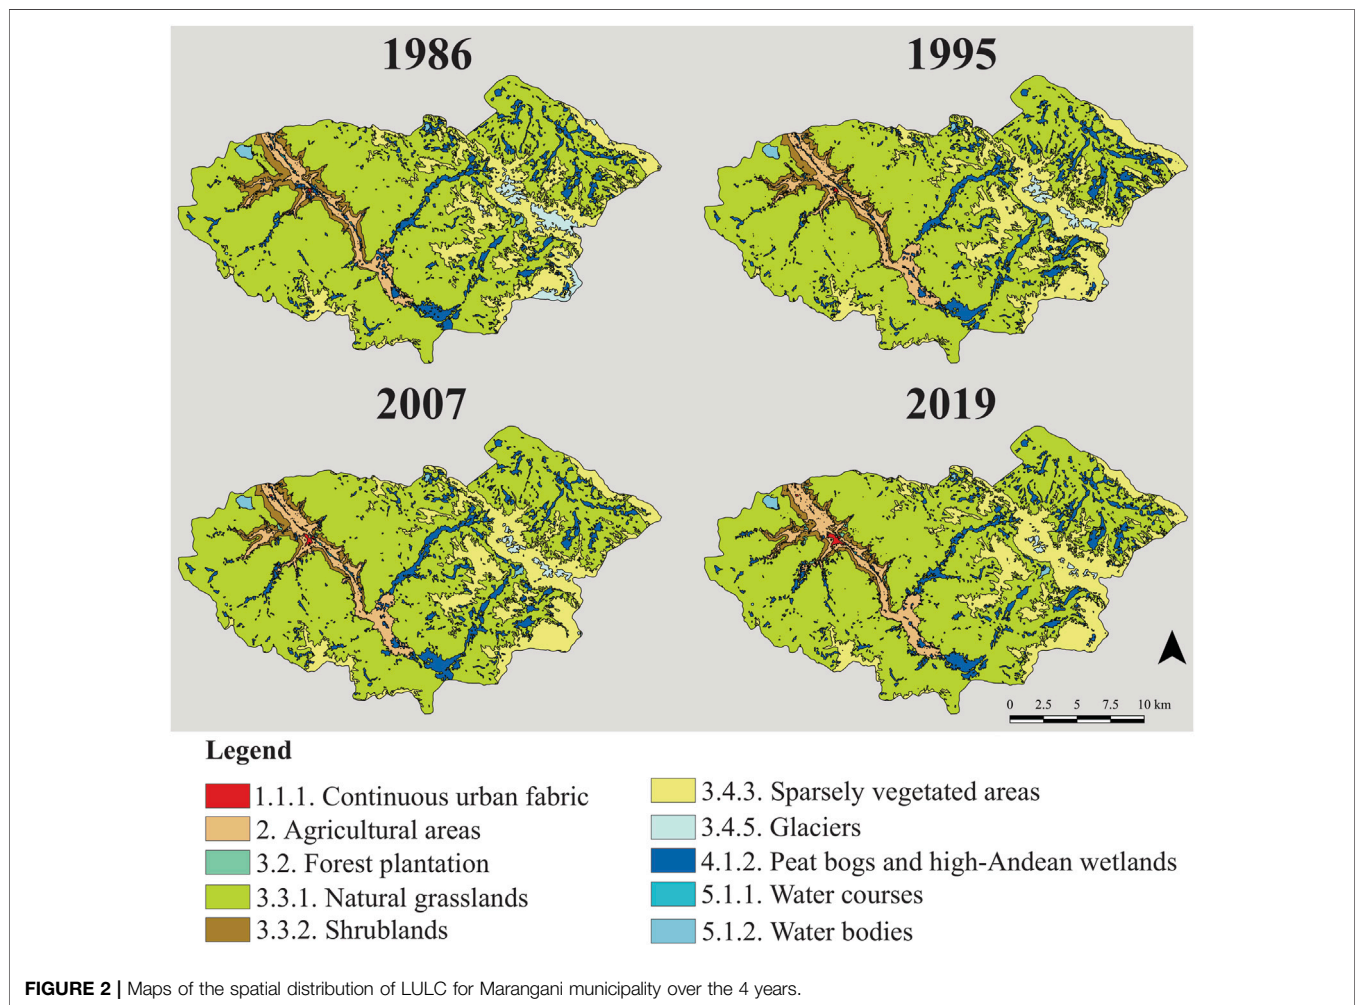 1986
1995
2007
2019
0 2.5 5 7.5 10 km
Legend
1.1.1. Continuous urban fabric
2. Agricultural areas
3.2. Forest plantation
3.3.1. Natural grasslands
3.3.2. Shrublands
3.4.3. Sparsely vegetated areas
3.4.5. Glaciers
4.1.2. Peat bogs and high-Andean wetlands
5.1.1. Water courses
5.1.2. Water bodies
FIGURE 2 | Maps of the spatial distribution of LULC for Marangani municipality over the 4 years.